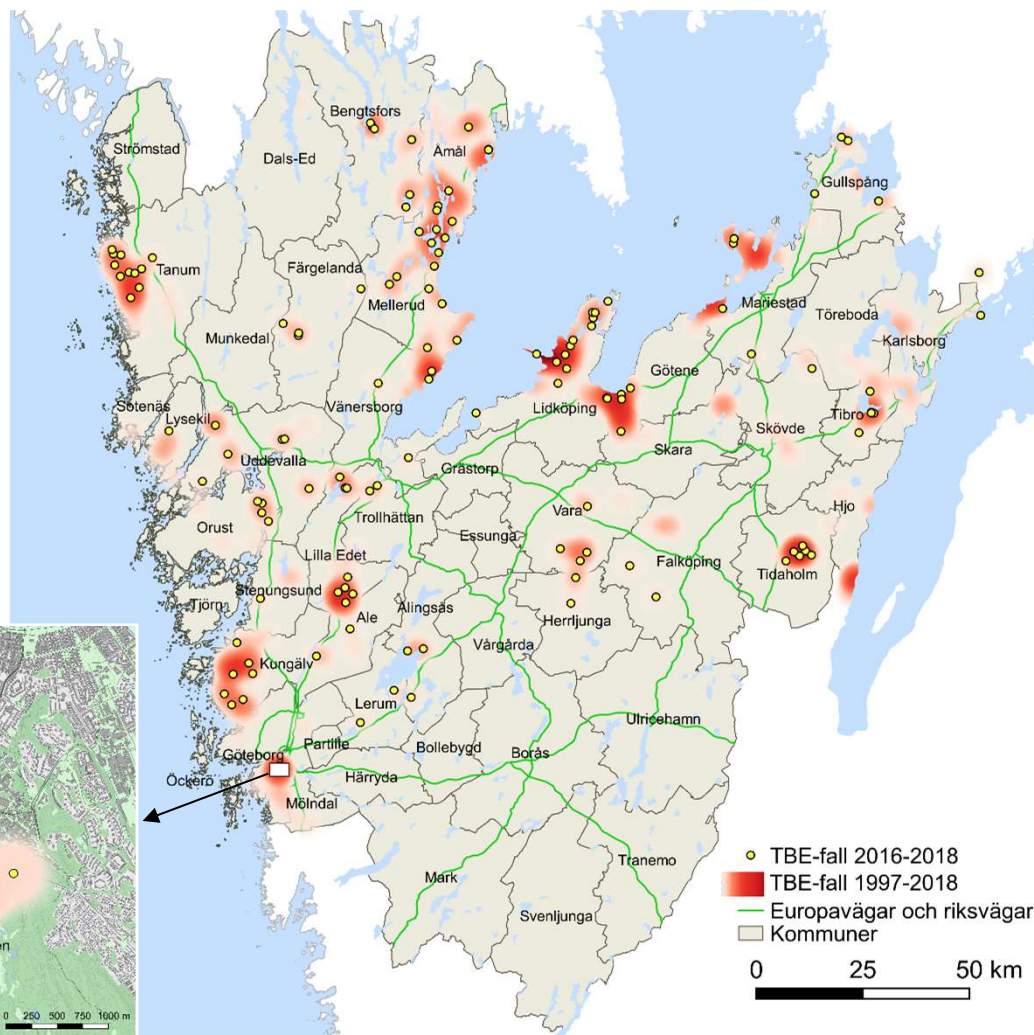 Bengtsfors
Strömstad
Dals-Ed
Åmål
Gullspång
Tanum
Färgelanda
Mellerud
Mariestad
Töreboda
Munkedal
Karlsborg
Götene
Sotenäs
Lysekil
Vänersborg
Lidköping
Tibro
Skövde
Skara
Uddevalla
Grästorp
Hjo
Orust
Trollhättan
Vara
Essunga
Lilla Edet
Falköping
Tidaholm
Stenungsund
Tjörn
Ale
Alingsås
Herrljunga
Vårgårda
Kungälv
Lerum
Ulricehamn
Partille
Göteborg
Bollebygd
Borås
Öckerö
Härryda
Mölndal
Tranemo
Mark
Svenljunga
en
0 250 500 750 1000 m
TBE-fall 2016-2018
TBE-fall 1997-2018
Europavägar och riksvägar
Kommuner
0 25 50 km